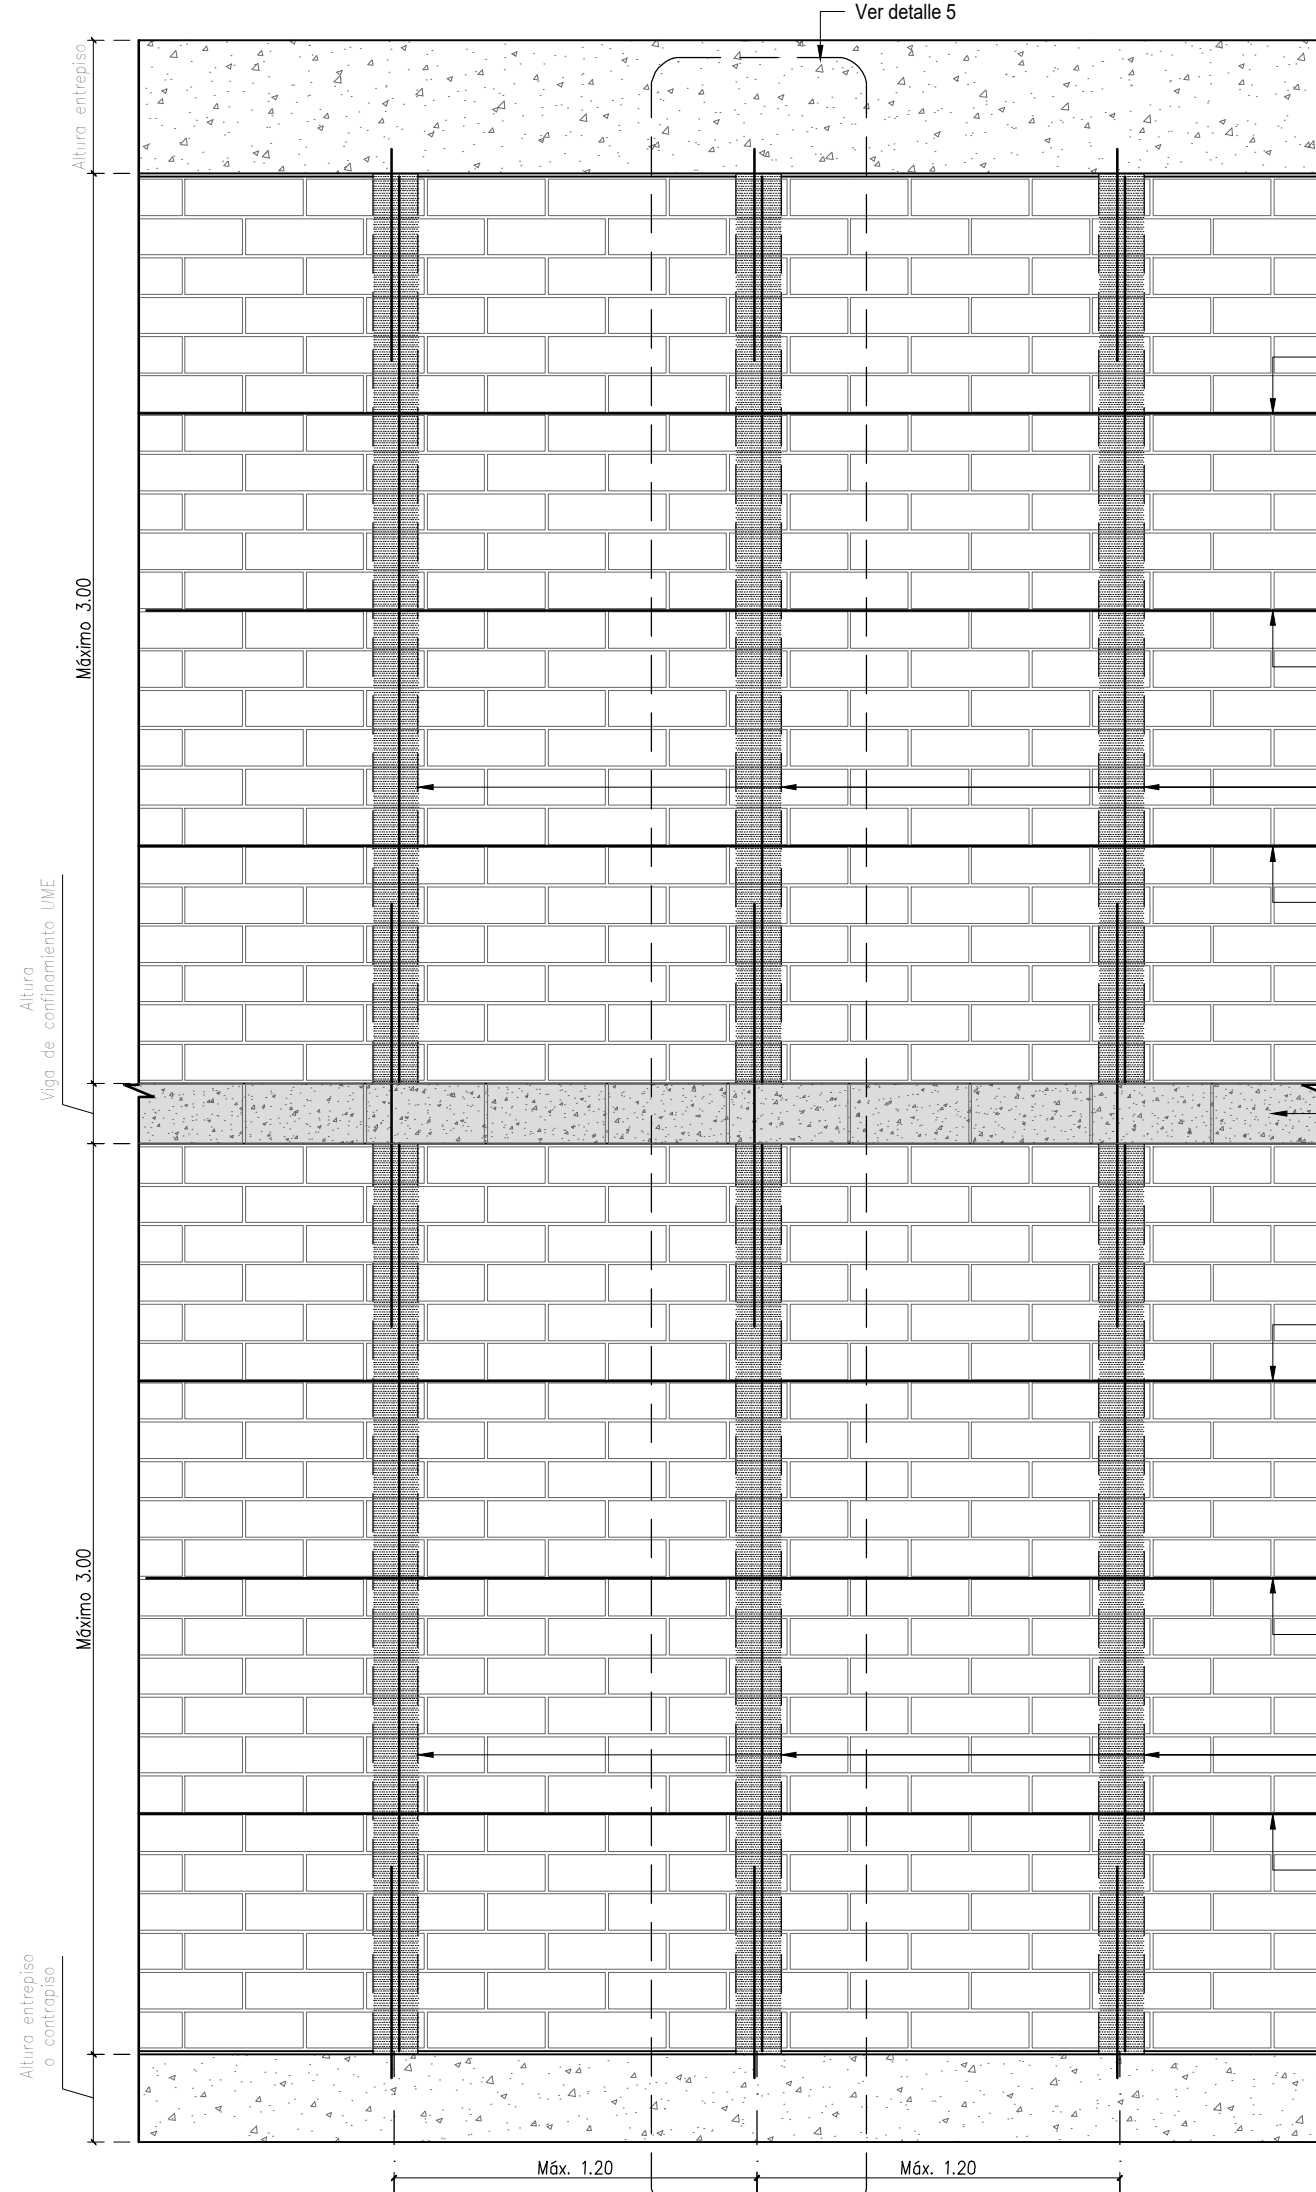 Ver detalle 5
Altura entrepiso
Máximo 3.00
Altura
Viga de confinamiento UME
Máximo 3.00
Altura entrepiso
o contrapiso
Máx. 1.20
Máx. 1.20